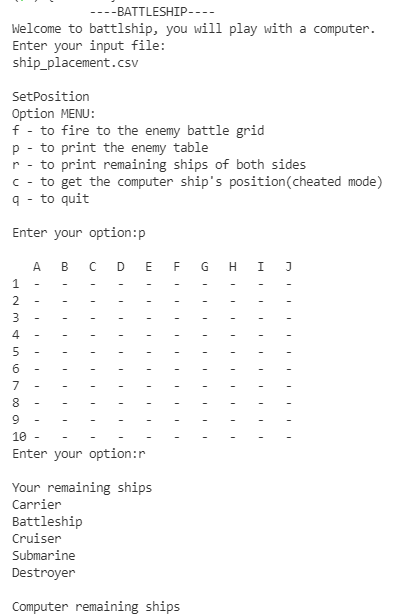 ----BATTLESHIP----
Welcome to battlship, you will play with a computer.
Enter your input file:
ship_placement.csv
SetPosition
Option MENU:
f - to fire to the enemy battle grid
p - to print the enemy table
r - to print remaining ships of both sides
c - to get the computer ship's position(cheated mode)
q - to quit
Enter your option:p
A B C D E F G H I J
1 - - - - - - - - - -
2 - - - - - - - - - -
3 - - - - - - - - - -
4 - - - - - - - - - -
5 - - - - - - - - - -
6 - - - - - - - - - -
7 - - - - - - - - - -
8 - - - - - - - - - -
9 - - - - - - - - - -
10 - - - - - - - - - -
Enter your option:r
Your remaining ships
Carrier
Battleship
Cruiser
Submarine
Destroyer
Computer remaining ships